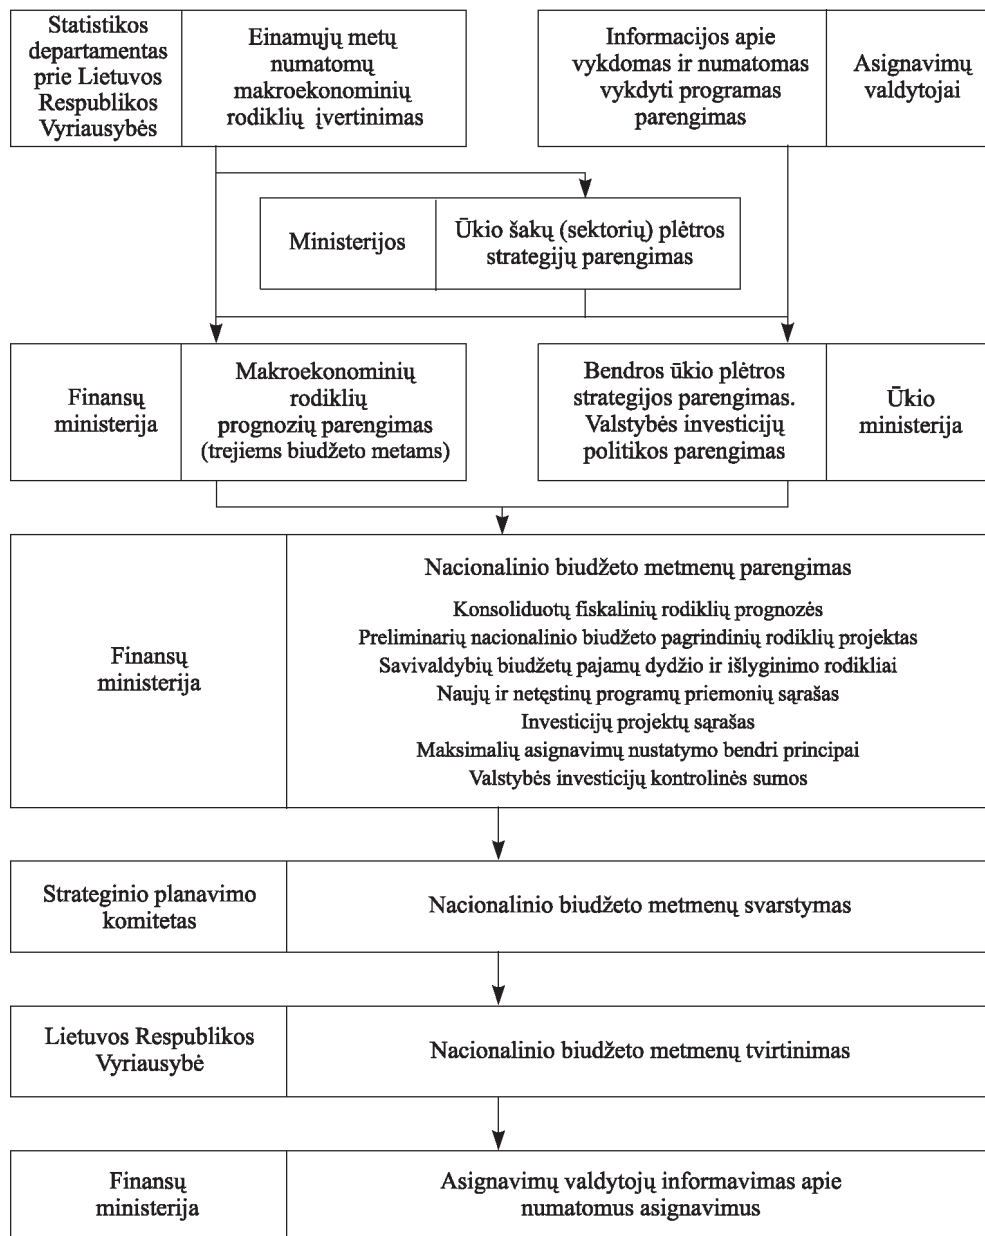 Statistikos
departamentas
prie Lietuvos
Respublikos
Vyriausybės
Einamųjų metų
numatomų
makroekonominių
rodiklių įvertinimas
Informacijos apie
vykdomas ir numatomas
vykdyti programas
parengimas
Asignavimų
valdytojai
Ministerijos
Ūkio šakų (sektorių) plėtros
strategijų parengimas
Finansų
ministerija
Makroekonominių
rodiklių
prognozių parengimas
(trejiems biudžeto metams)
Bendros ūkio plėtros
strategijos parengimas.
Valstybės investicijų
politikos parengimas
Ūkio
ministerija
Finansų
ministerija
Nacionalinio biudžeto metmenų parengimas
Konsoliduotų fiskalinių rodiklių prognozės
Preliminarių nacionalinio biudžeto pagrindinių rodiklių projektas
Savivaldybių biudžetų pajamų dydžio ir išlyginimo rodikliai
Naujų ir netęstinų programų priemonių sąrašas
Investicijų projektų sąrašas
Maksimalių asignavimų nustatymo bendri principai
Valstybės investicijų kontrolinės sumos
Strateginio planavimo
komitetas
Nacionalinio biudžeto metmenų svarstymas
Lietuvos Respublikos
Vyriausybė
Nacionalinio biudžeto metmenų tvirtinimas
Finansų
ministerija
Asignavimų valdytojų informavimas apie
numatomus asignavimus